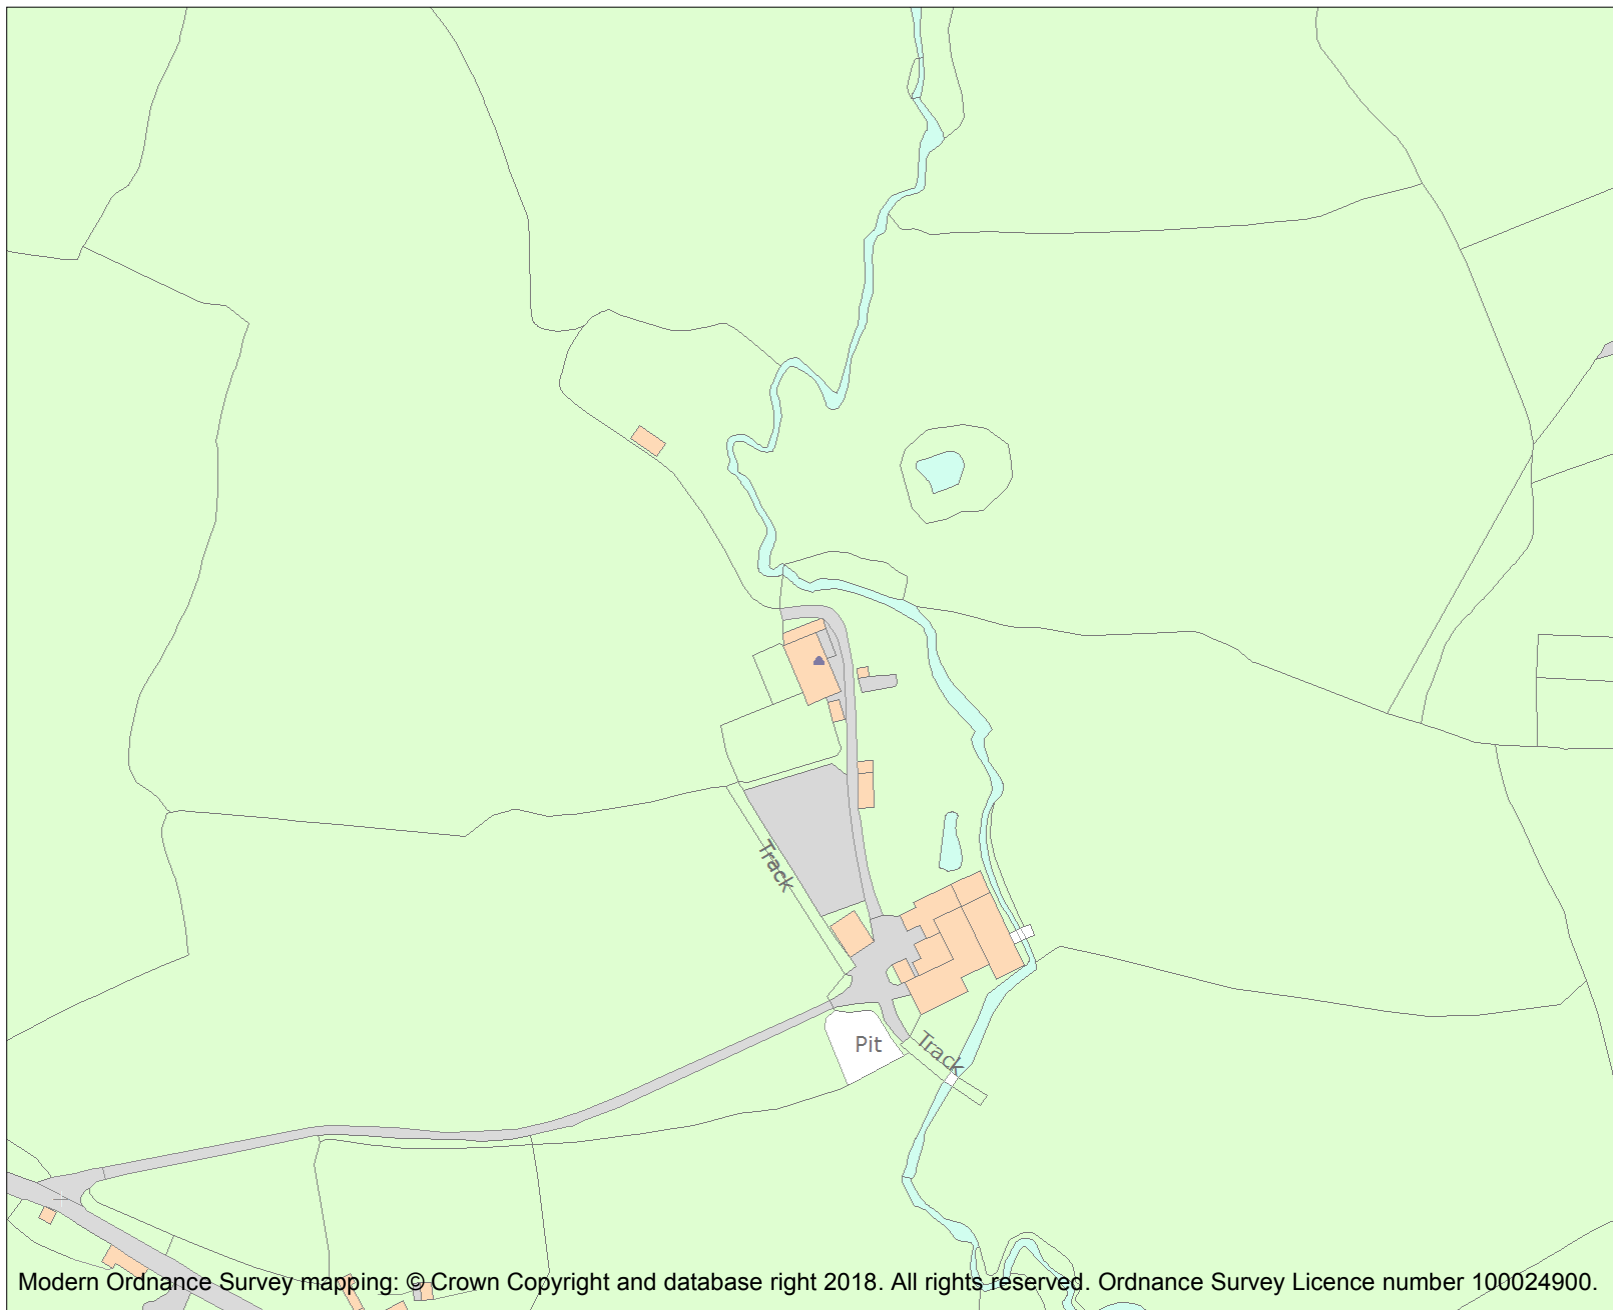 Track
Pit
Track
Modern Ordnance Survey mapping: © Crown Copyright and database right 2018. All rights reserved. Ordnance Survey Licence number 100024900.